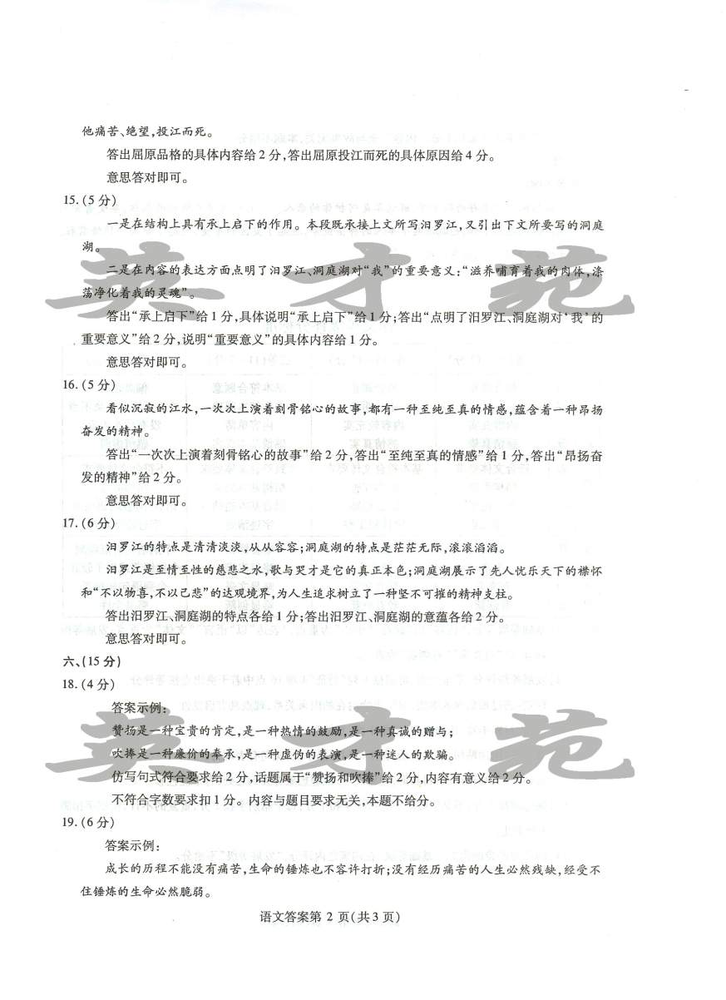 他痛苦、绝望,投江而死。
答出屈原品格的具体内容给2分,答出屈原投江而死的具体原因给4分。
意思答对即可。
15.(5分)
一是在结构上具有承上启下的作用。本段既承接上文所写汨罗江,又引出下文所要写的洞庭
湖。
二是在内容的表达方面点明了汨罗江、洞庭湖对“我”的重要意义:“滋养哺育着我的肉体,涤
荡净化着我的灵魂”。
答出“承上启下”给1分,具体说明“承上启下”给1分;答出“点明了汨罗江、洞庭湖对‘我’的
重要意义”给2分,说明“重要意义”的具体内容给1分。
意思答对即可。
16.(5分)
看似沉寂的江水,一次次上演着刻骨铭心的故事,都有一种至纯至真的情感,蕴含着一种昂扬
奋发的精神。
答出“一次次上演着刻骨铭心的故事”给2分,答出“至纯至真的情感”给1分,答出“昂扬奋
发的精神”给2分。
意思答对即可。
17.(6分)
汨罗江的特点是清清淡淡,从从容容;洞庭湖的特点是茫茫无际,滚滚滔滔。
汨罗江是至情至性的慈悲之水,歌与哭才是它的真正本色;洞庭湖展示了先人忧乐天下的襟怀
和“不以物喜,不以己悲”的达观境界,为人生追求树立了一种坚不可摧的精神支柱。
答出汨罗江、洞庭湖的特点各给1分;答出汨罗江、洞庭湖的意蕴各给2分。
意思答对即可。
六、(15分)
18.(4分)
答案示例:
赞扬是一种宝贵的肯定,是一种热情的鼓励,是一种真诚的赠与;
吹捧是一种廉价的奉承,是一种虚伪的表演,是一种迷人的欺骗。
仿写句式符合要求给2分,话题属于“赞扬和吹捧”给2分,内容有意义给2分。
不符合字数要求扣1分。内容与题目要求无关,本题不给分。
19.(6分)
答案示例:
成长的历程不能没有痛苦,生命的锤炼也不容许打折;没有经历痛苦的人生必然残缺,经受不
住锤炼的生命必然脆弱。
语文答案第2页(共3页)
英才苑
英才苑